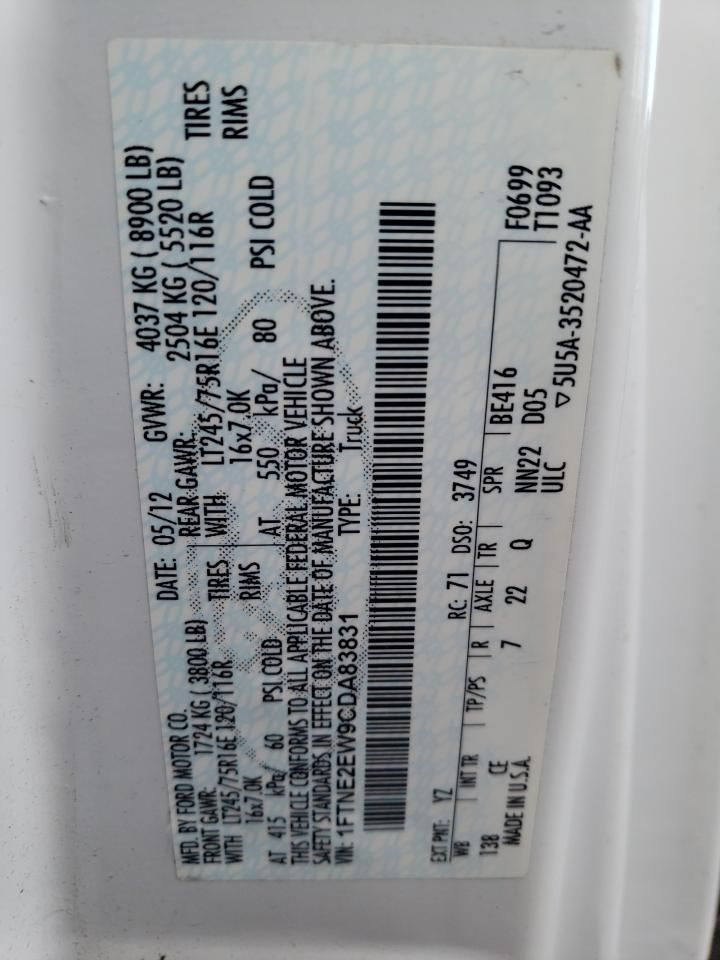 MFD. BY FORD MOTOR CO.
DATE: 05/12 GVWR: 4037 KG ( 8900 LB)
FRONT GAWR: 1724 KG ( 3800 LB) REAR GAWR: 2504 KG ( 5520 LB)
WITH LT245/75R16E 120/116R TIRES WITH LT245/75R16E 120/116R TIRES
16x7.0K RIMS 16x7.0K RIMS
AT 415 kPa/ 60 PSI COLD AT 550 kPa/ 80 PSI COLD
THIS VEHICLE CONFORMS TO ALL APPLICABLE FEDERAL MOTOR VEHICLE
SAFETY STANDARDS IN EFFECT ON THE DATE OF MANUFACTURE SHOWN ABOVE.
VIN: 1FTNE2EW9CDA83831 TYPE: Truck
F0699
T1093
EXT PNT: YZ RC: 71 DSO: 3749
WB INT TR TP/PS R AXLE TR SPR BE416
138 CE 7 22 Q NN22 D05
ULC
MADE IN U.S.A. ▽5U5A-3520472-AA